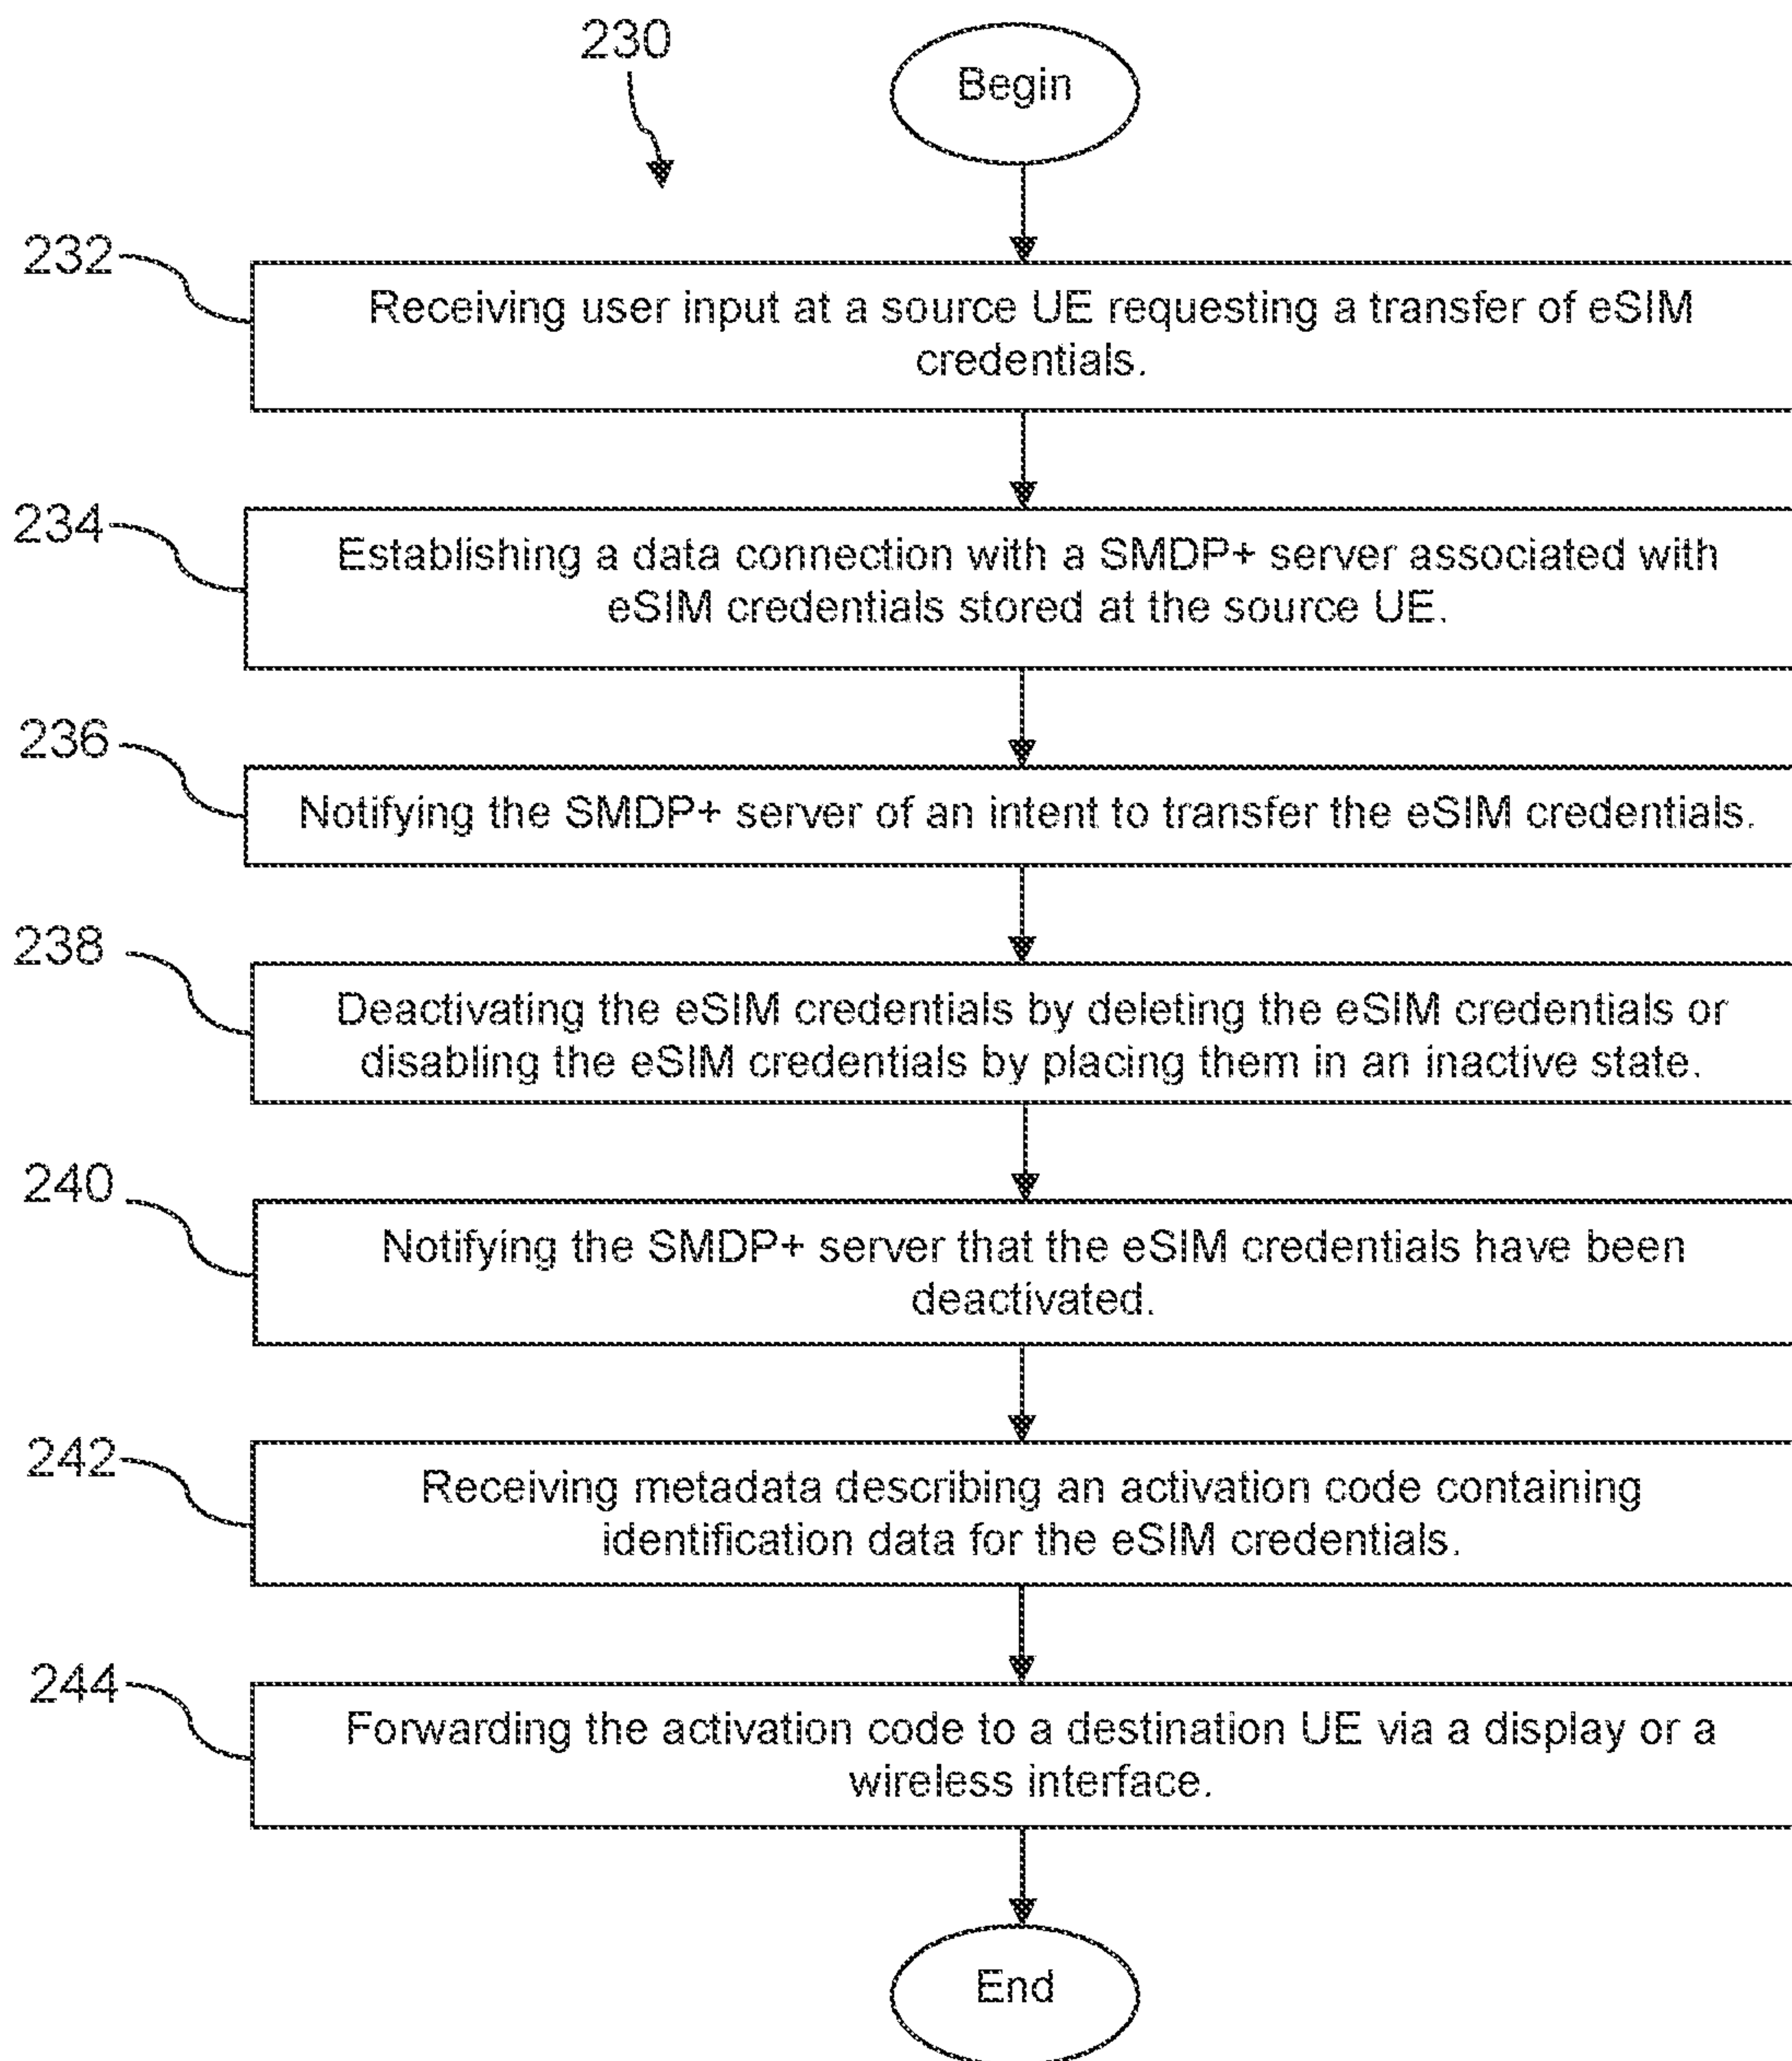 230
Begin
232
Receiving user input at a source UE requesting a transfer of eSIM
credentials.
234
Establishing a data connection with a SMDP+ server associated with
eSIM credentials stored at the source UE.
236
Notifying the SMDP+ server of an intent to transfer the eSIM credentials.
238
Deactivating the eSIM credentials by deleting the eSIM credentials or
disabling the eSIM credentials by placing them in an inactive state.
240
Notifying the SMDP+ server that the eSIM credentials have been
deactivated.
242
Receiving metadata describing an activation code containing
identification data for the eSIM credentials.
244
Forwarding the activation code to a destination UE via a display or a
wireless interface.
End